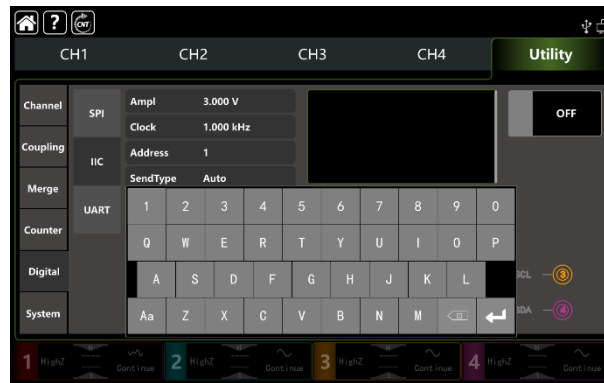 ? CNT
CH1 CH2 CH3 CH4 Utility
Channel
Coupling
Merge
Counter
Digital
System
SPI
IIC
UART
Ampl 3.000 V
Clock 1.000 kHz
Address 1
SendType Auto
OFF
1 2 3 4 5 6 7 8 9 0
Q W E R T Y U I O P
A S D F G H J K L
Aa Z X C V B N M
SCL 3
SDA 4
1 HighZ Continue 2 HighZ Continue 3 HighZ Continue 4 HighZ Continue